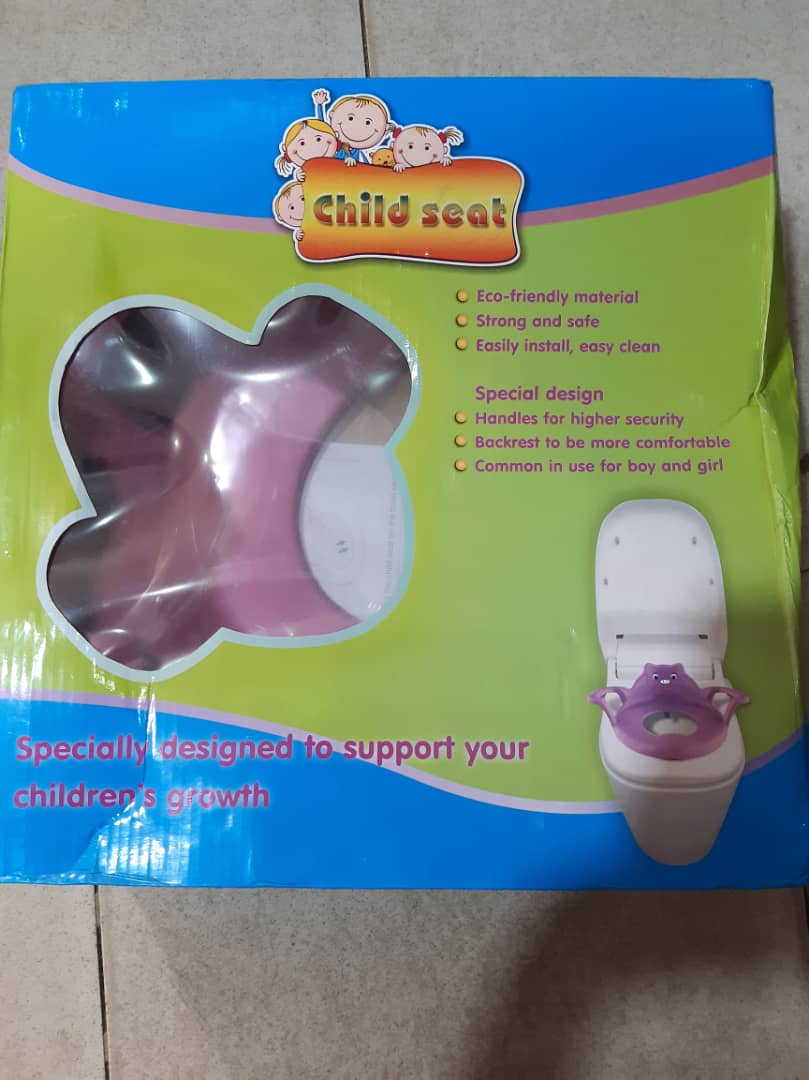 Child seat
Eco-friendly material
Strong and safe
Easily install, easy clean
Special design
Handles for higher security
Backrest to be more comfortable
Common in use for boy and girl
Specially designed to support your
children's growth